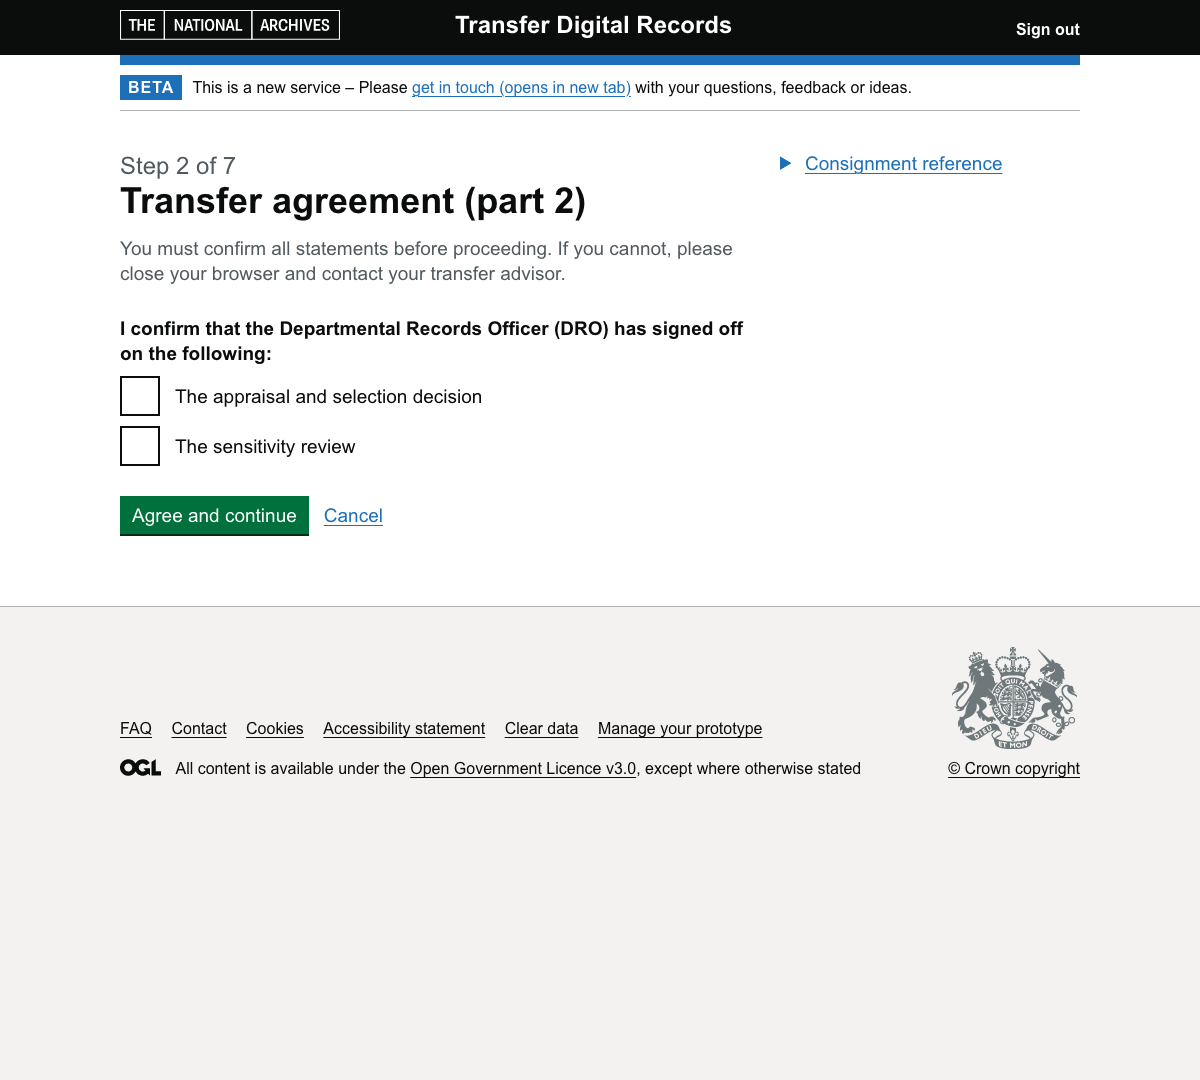 THE NATIONAL ARCHIVES
Transfer Digital Records
Sign out
BETA This is a new service – Please get in touch (opens in new tab) with your questions, feedback or ideas.
Step 2 of 7
Transfer agreement (part 2)
Consignment reference
You must confirm all statements before proceeding. If you cannot, please
close your browser and contact your transfer advisor.
I confirm that the Departmental Records Officer (DRO) has signed off
on the following:
The appraisal and selection decision
The sensitivity review
Agree and continue Cancel
FAQ Contact Cookies Accessibility statement Clear data Manage your prototype
DIEU ET MON DROIT
OGL All content is available under the Open Government Licence v3.0, except where otherwise stated
© Crown copyright